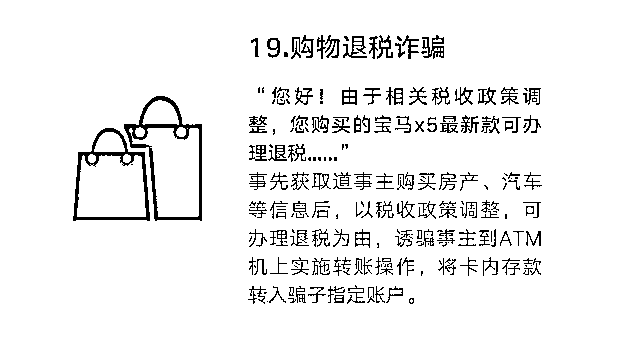 19.购物退税诈骗
“您好！由于相关税收政策调
整，您购买的宝马x5最新款可办
理退税......”
事先获取道事主购买房产、汽车
等信息后，以税收政策调整，可
办理退税为由，诱骗事主到ATM
机上实施转账操作，将卡内存款
转入骗子指定账户。